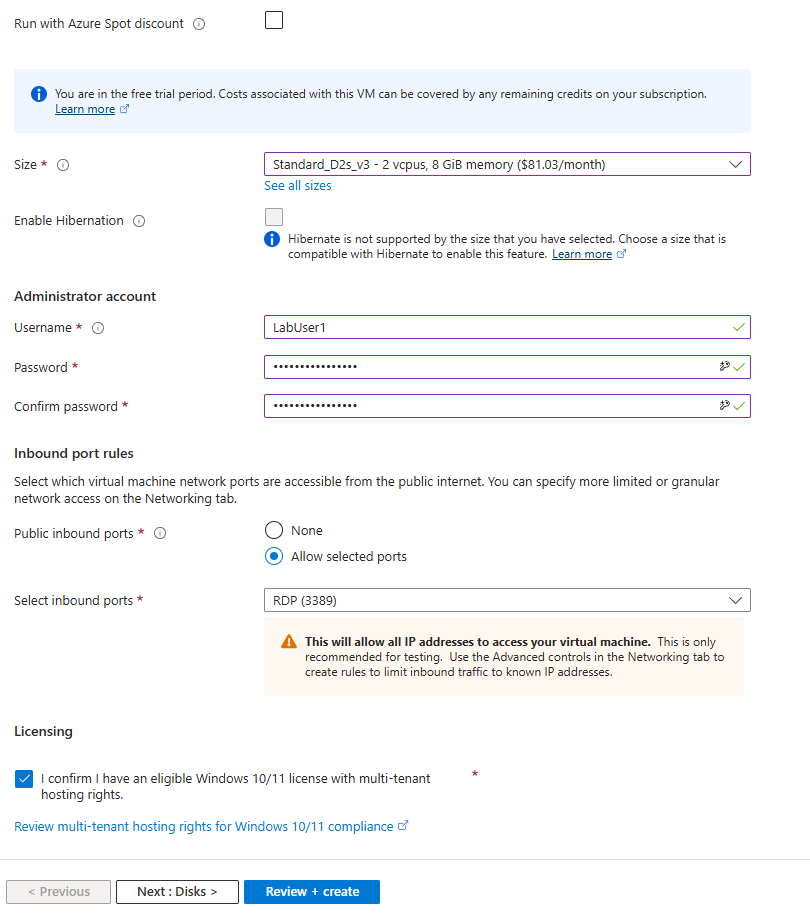 Run with Azure Spot discount
You are in the free trial period. Costs associated with this VM can be covered by any remaining credits on your subscription.
Learn more
Size *
Standard_D2s_v3 - 2 vcpus, 8 GiB memory ($81.03/month)
See all sizes
Enable Hibernation
Hibernate is not supported by the size that you have selected. Choose a size that is
compatible with Hibernate to enable this feature. Learn more
Administrator account
Username *
LabUser1
Password *
••••••••••••••••
Confirm password *
••••••••••••••••
Inbound port rules
Select which virtual machine network ports are accessible from the public internet. You can specify more limited or granular
network access on the Networking tab.
Public inbound ports *
None
Allow selected ports
Select inbound ports *
RDP (3389)
This will allow all IP addresses to access your virtual machine. This is only
recommended for testing. Use the Advanced controls in the Networking tab to
create rules to limit inbound traffic to known IP addresses.
Licensing
I confirm I have an eligible Windows 10/11 license with multi-tenant *
hosting rights.
Review multi-tenant hosting rights for Windows 10/11 compliance
< Previous
Next : Disks >
Review + create